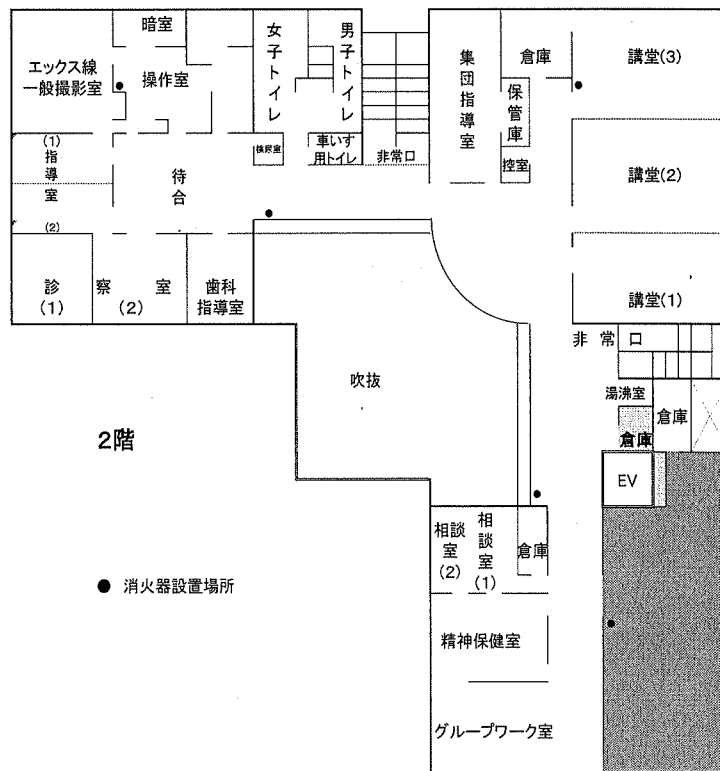 暗室
女子トイレ
男子トイレ
集団指導室
倉庫
講堂(3)
エックス線
一般撮影室
操作室
保管庫
(1)
指導室
(2)
待合
検尿室
車いす
用トイレ
非常口
控室
講堂(2)
診察室
(1)
(2)
歯科
指導室
講堂(1)
非常口
吹抜
湯沸室
倉庫
倉庫
2階
EV
相談室
(2)
相談室
(1)
倉庫
● 消火器設置場所
精神保健室
グループワーク室